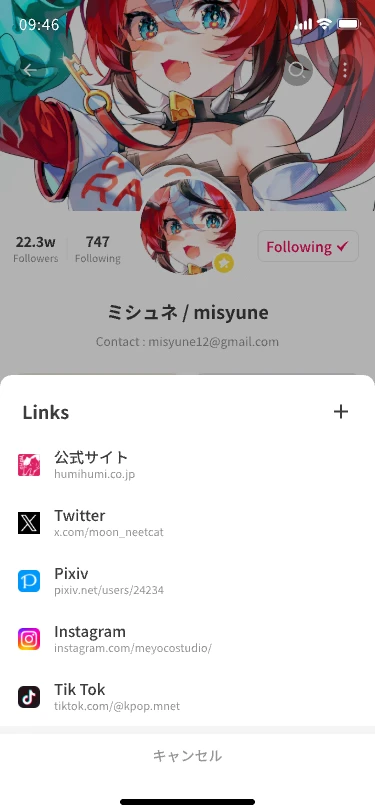 09:46
RA
22.3w
Followers
747
Following
Following
ミシュネ / misyune
Contact : misyune12@gmail.com
Links
公式サイト
humihumi.co.jp
Twitter
x.com/moon_neetcat
Pixiv
pixiv.net/users/24234
Instagram
instagram.com/meyocostudio/
Tik Tok
tiktok.com/@kpop.mnet
キャンセル